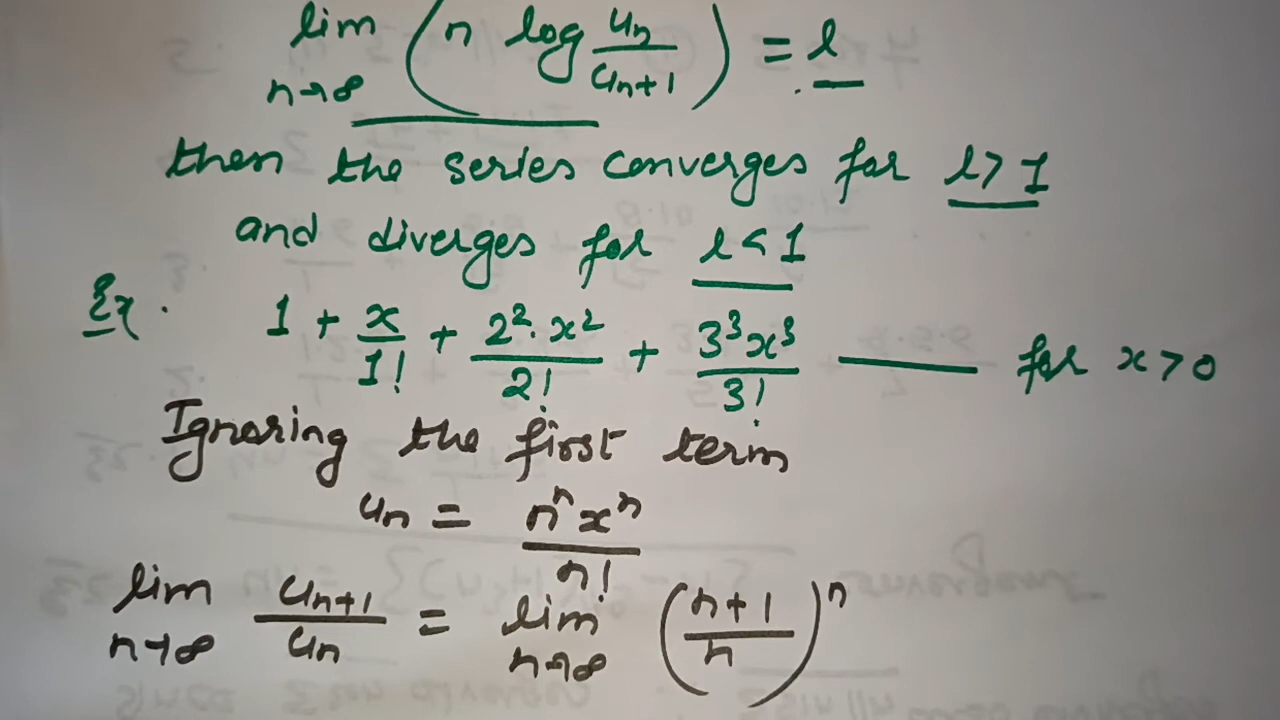 lim n→∞ (n log uₙ/uₙ₊₁) = l
then the series converges for l > 1
and diverges for l < 1
Ex. 1 + x/1! + 2²·x²/2! + 3³x³/3! ——— for x > 0
Ignoring the first term
uₙ = nⁿxⁿ/n!
lim n→∞ uₙ₊₁/uₙ = lim n→∞ ((n+1)/n)ⁿ